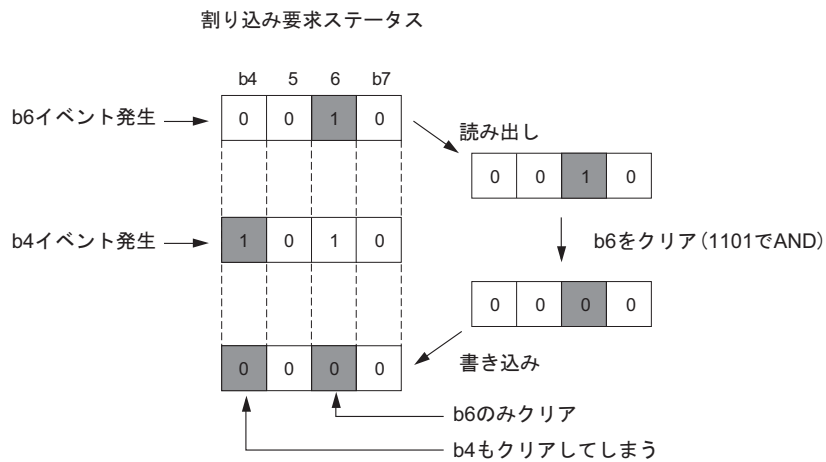 割り込み要求ステータス
b4 5 6 b7
b6イベント発生
0 0 1 0
読み出し
0 0 1 0
b4イベント発生
1 0 1 0
b6をクリア(1101でAND)
0 0 0 0
0 0 0 0
書き込み
b6のみクリア
b4もクリアしてしまう